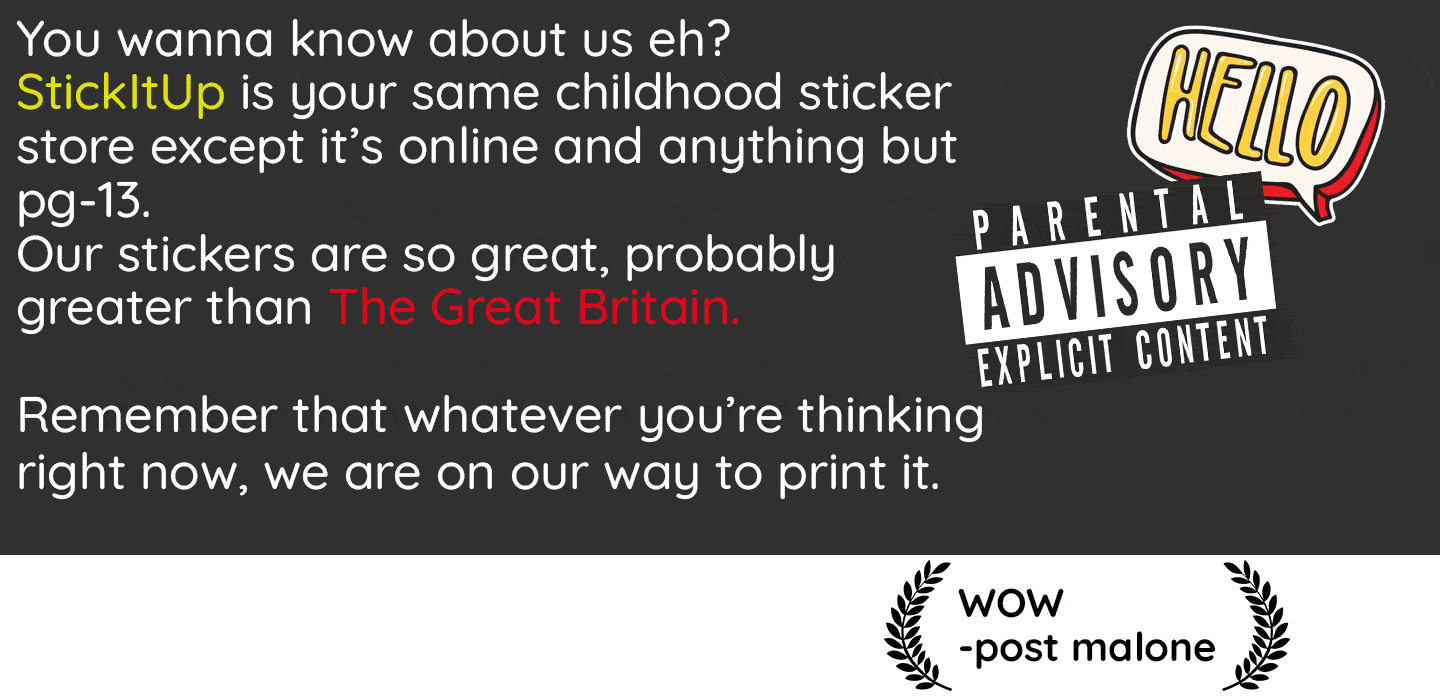 You wanna know about us eh?
StickItUp is your same childhood sticker
store except it’s online and anything but
pg-13.
Our stickers are so great, probably
greater than The Great Britain.
Remember that whatever you’re thinking
right now, we are on our way to print it.
HELLO
PARENTAL
ADVISORY
EXPLICIT CONTENT
WOW
-post malone